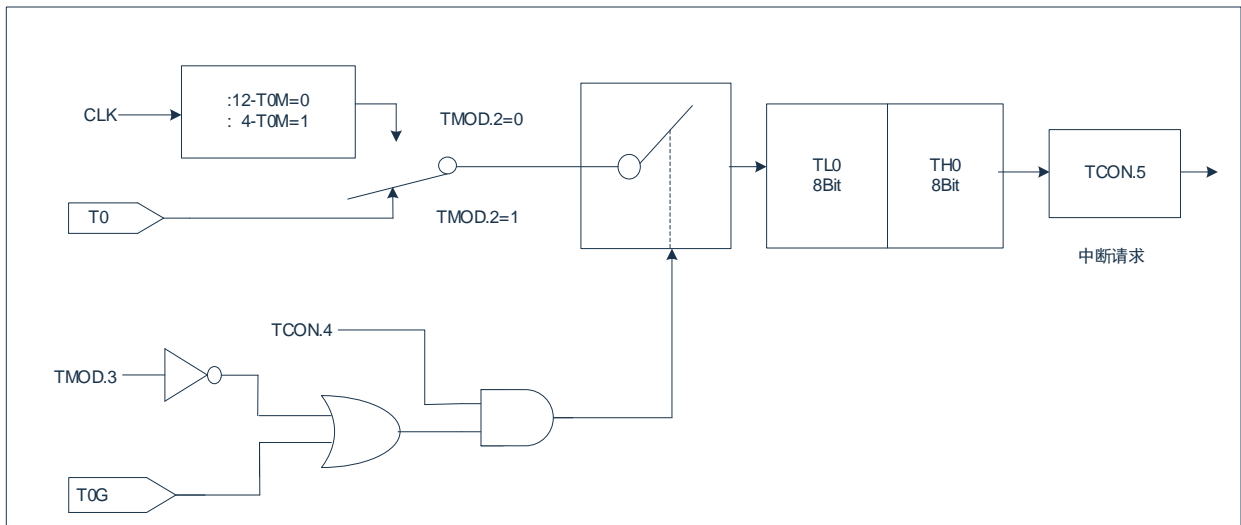 :12-T0M=0
: 4-T0M=1
CLK
TMOD.2=0
T0
TMOD.2=1
TL0
8Bit
TH0
8Bit
TCON.5
中断请求
TCON.4
TMOD.3
T0G